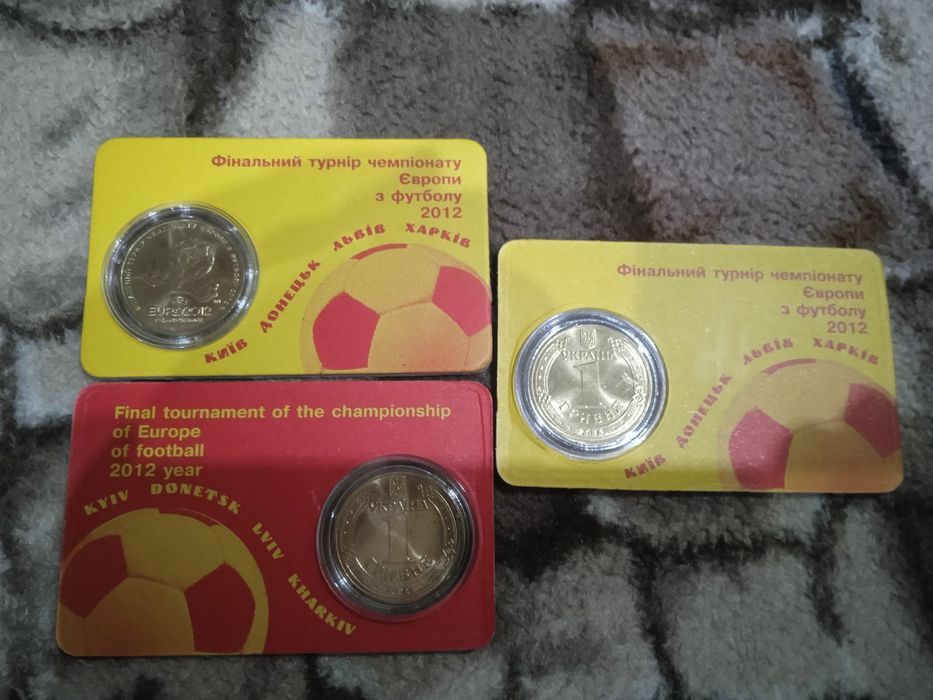 Фінальний турнір чемпіонату
Європи
з футболу
2012
КИЇВ ДОНЕЦЬК ЛЬВІВ ХАРКІВ
2012
Фінальний турнір чемпіонату
Європи
з футболу
2012
КИЇВ ДОНЕЦЬК ЛЬВІВ ХАРКІВ
УКРАЇНА
1
ГРИВНЯ
Final tournament of the championship
of Europe
of football
2012 year
KYIV DONETSK LVIV KHARKIV
УКРАЇНА
1
ГРИВНЯ